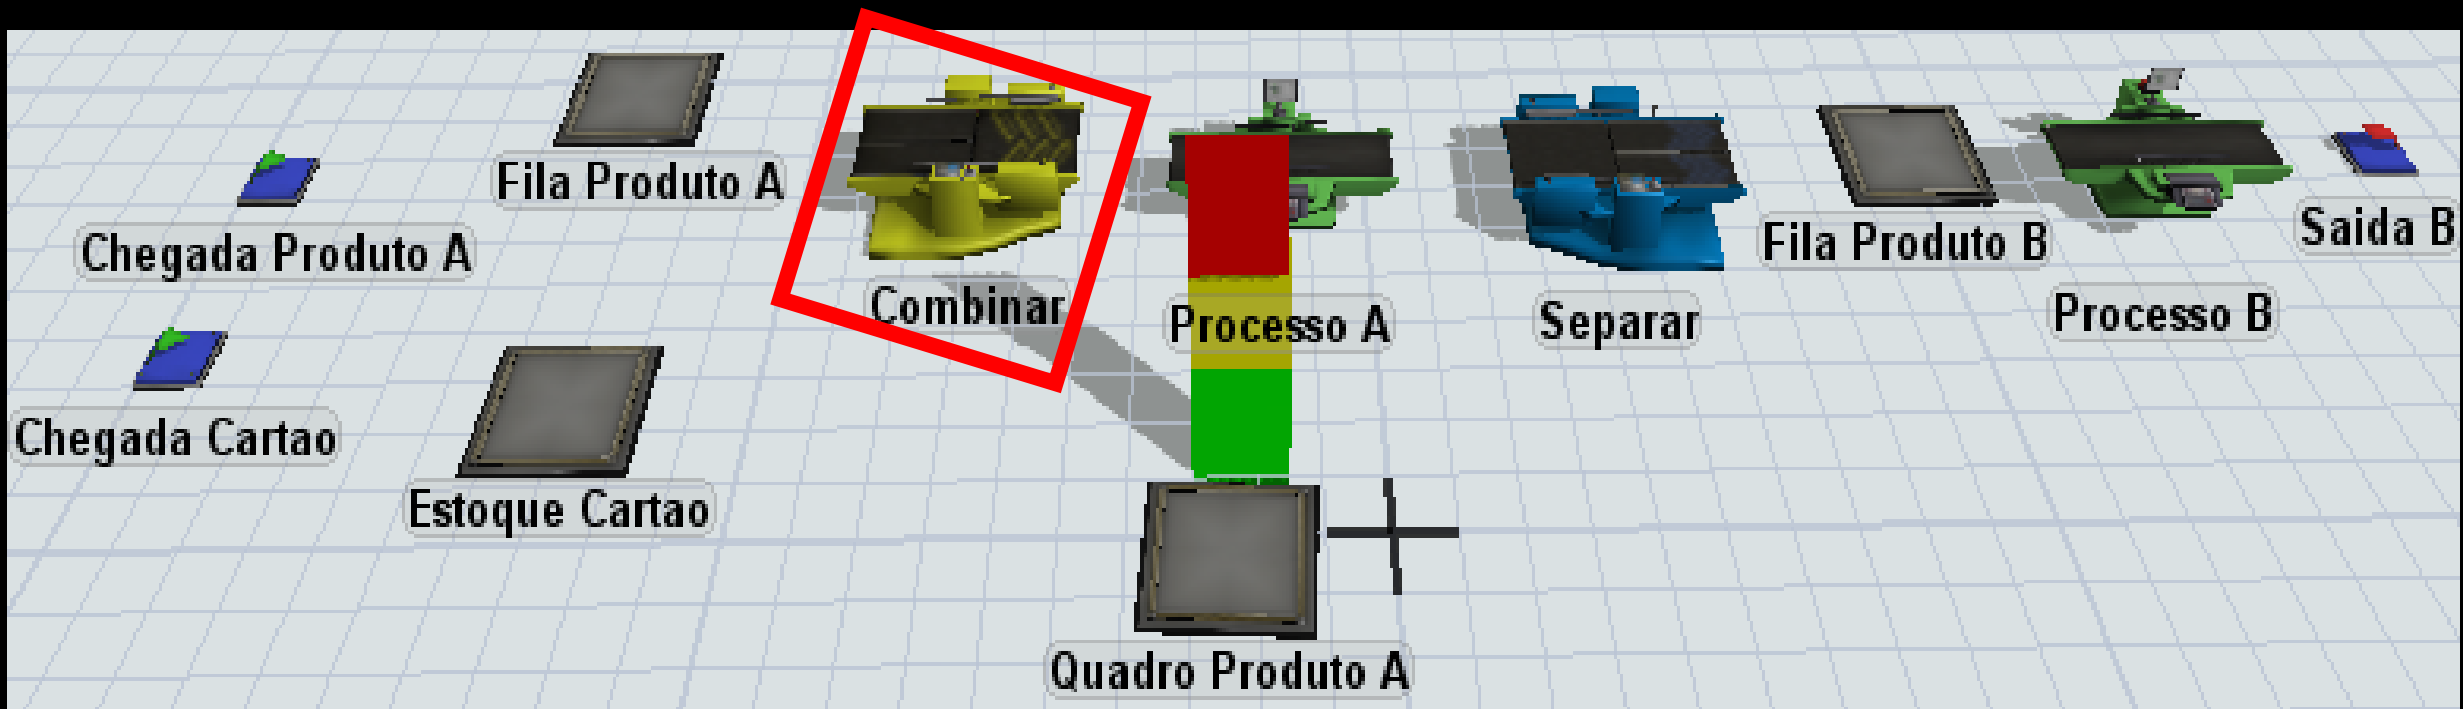 Fila Produto A
Chegada Produto A
Combinar
Processo A
Separar
Fila Produto B
Processo B
Saida B
Chegada Cartao
Estoque Cartao
Quadro Produto A